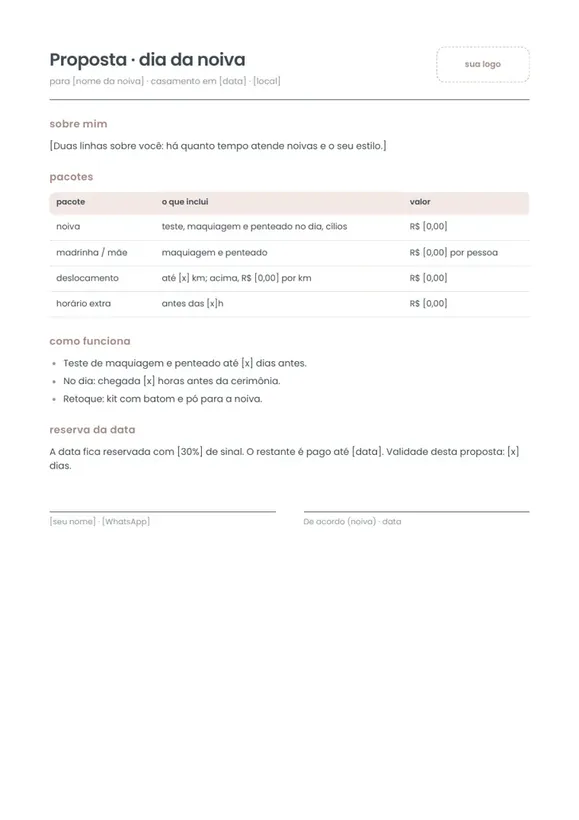 Proposta · dia da noiva
sua logo
para [nome da noiva] · casamento em [data] · [local]
sobre mim
[Duas linhas sobre você: há quanto tempo atende noivas e o seu estilo.]
pacotes
pacote o que inclui valor
noiva teste, maquiagem e penteado no dia, cílios R$ [0,00]
madrinha / mãe maquiagem e penteado R$ [0,00] por pessoa
deslocamento até [x] km; acima, R$ [0,00] por km R$ [0,00]
horário extra antes das [x]h R$ [0,00]
como funciona
• Teste de maquiagem e penteado até [x] dias antes.
• No dia: chegada [x] horas antes da cerimônia.
• Retoque: kit com batom e pó para a noiva.
reserva da data
A data fica reservada com [30%] de sinal. O restante é pago até [data]. Validade desta proposta: [x]
dias.
[seu nome] · [WhatsApp] De acordo (noiva) · data